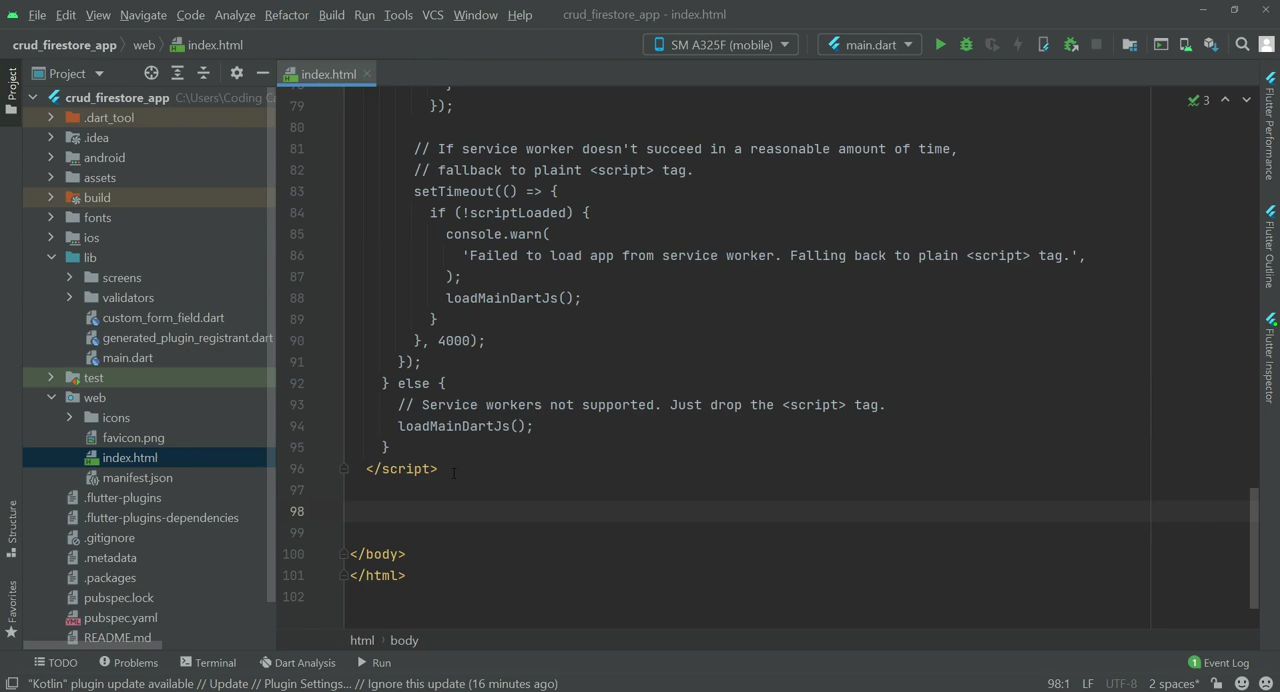 File Edit View Navigate Code Analyze Refactor Build Run Tools VCS Window Help crud_firestore_app - index.html
crud_firestore_app web index.html SM A325F (mobile) main.dart
Project index.html
crud_firestore_app C:\Users\Coding
.dart_tool
.idea
android
assets
build
fonts
ios
lib
screens
validators
custom_form_field.dart
generated_plugin_registrant.dart
main.dart
test
web
icons
favicon.png
index.html
manifest.json
.flutter-plugins
.flutter-plugins-dependencies
.gitignore
.metadata
.packages
pubspec.lock
pubspec.yaml
README.md
Project
Structure
Favorites
79 });
80
81 // If service worker doesn't succeed in a reasonable amount of time,
82 // fallback to plaint <script> tag.
83 setTimeout(() => {
84 if (!scriptLoaded) {
85 console.warn(
86 'Failed to load app from service worker. Falling back to plain <script> tag.',
87 );
88 loadMainDartJs();
89 }
90 }, 4000);
91 });
92 } else {
93 // Service workers not supported. Just drop the <script> tag.
94 loadMainDartJs();
95 }
96 </script>
97
98
99
100 </body>
101 </html>
102
3
html body
Flutter Performance
Flutter Outline
Flutter Inspector
TODO Problems Terminal Dart Analysis Run 1 Event Log
"Kotlin" plugin update available // Update // Plugin Settings... // Ignore this update (16 minutes ago) 98:1 LF UTF-8 2 spaces*